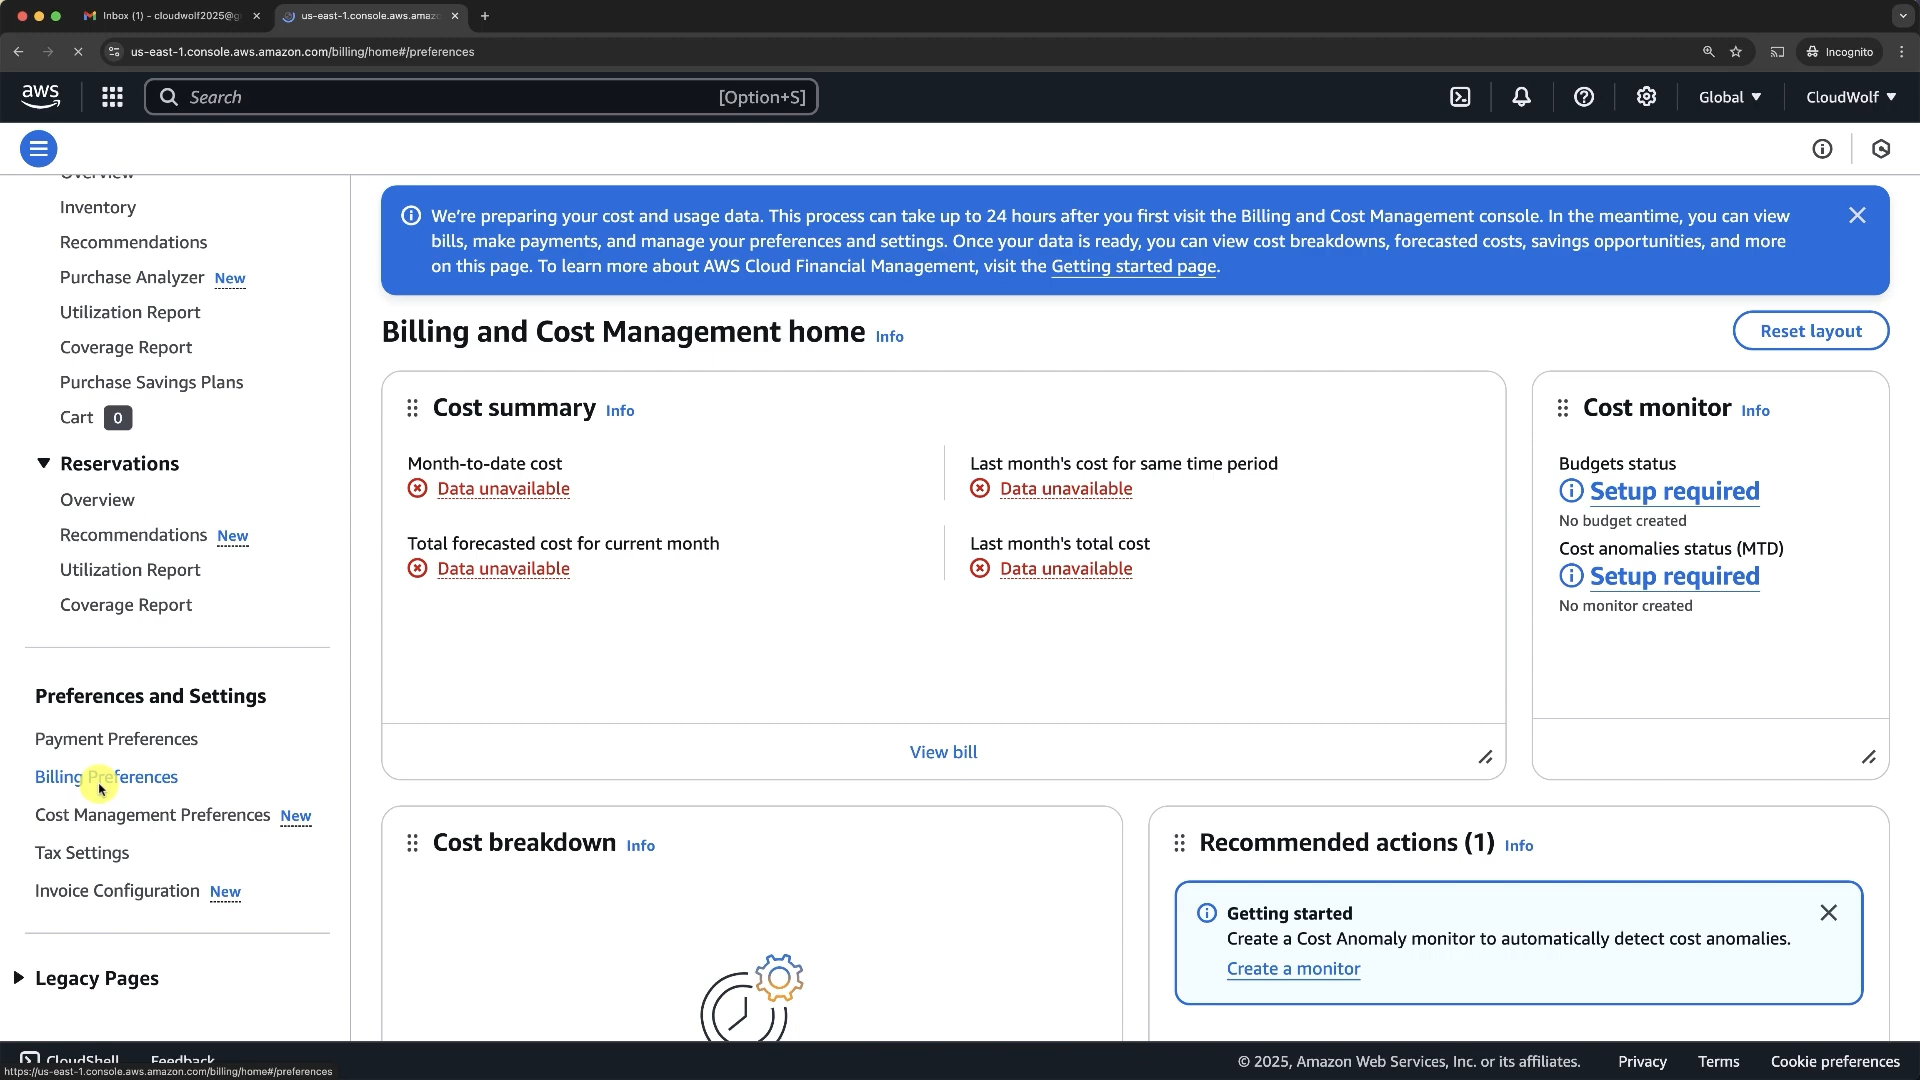 Inbox (1) - cloudwolf2025@g
us-east-1.console.aws.amaz
us-east-1.console.aws.amazon.com/billing/home#/preferences
Incognito
aws
Search
[Option+S]
Global
CloudWolf
Overview
Inventory
Recommendations
Purchase Analyzer New
Utilization Report
Coverage Report
Purchase Savings Plans
Cart 0
Reservations
Overview
Recommendations New
Utilization Report
Coverage Report
Preferences and Settings
Payment Preferences
Billing Preferences
Cost Management Preferences New
Tax Settings
Invoice Configuration New
Legacy Pages
We're preparing your cost and usage data. This process can take up to 24 hours after you first visit the Billing and Cost Management console. In the meantime, you can view
bills, make payments, and manage your preferences and settings. Once your data is ready, you can view cost breakdowns, forecasted costs, savings opportunities, and more
on this page. To learn more about AWS Cloud Financial Management, visit the Getting started page.
Billing and Cost Management home Info
Reset layout
Cost summary Info
Month-to-date cost
Data unavailable
Last month's cost for same time period
Data unavailable
Total forecasted cost for current month
Data unavailable
Last month's total cost
Data unavailable
View bill
Cost monitor Info
Budgets status
Setup required
No budget created
Cost anomalies status (MTD)
Setup required
No monitor created
Cost breakdown Info
Recommended actions (1) Info
Getting started
Create a Cost Anomaly monitor to automatically detect cost anomalies.
Create a monitor
CloudShell
Feedback
https://us-east-1.console.aws.amazon.com/billing/home#/preferences
© 2025, Amazon Web Services, Inc. or its affiliates.
Privacy
Terms
Cookie preferences